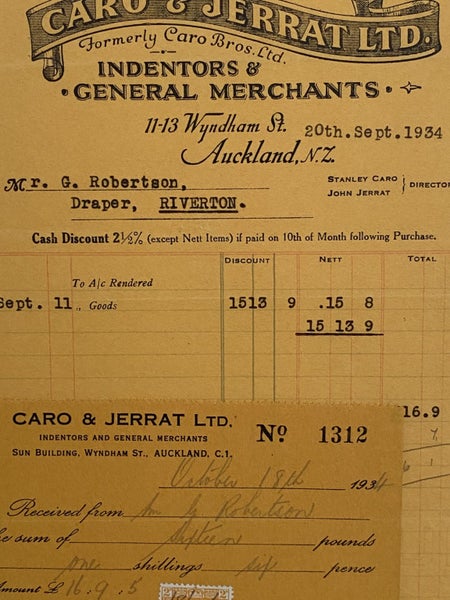 CARO & JERRAT LTD.
Formerly Caro Bros. Ltd.
INDENTORS &
GENERAL MERCHANTS
11-13 Wyndham St. 20th.Sept.1934
Auckland, N.Z.
Mr. G. Robertson,
STANLEY CARO
JOHN JERRAT
DIRECTOR
Draper, RIVERTON.
Cash Discount 2½% (except Nett Items) if paid on 10th of Month following Purchase.
DISCOUNT NETT TOTAL
To A/c Rendered
Sept. 11 ,, Goods 1513 9 .15 8
15 13 9
16.9
CARO & JERRAT LTD.
INDENTORS AND GENERAL MERCHANTS
SUN BUILDING, WYNDHAM ST., AUCKLAND, C.1.
No 1312
October 18th 1934
Received from Mr G Robertson
he sum of Sixteen pounds
one shillings six pence
Amount £ 16.9.5